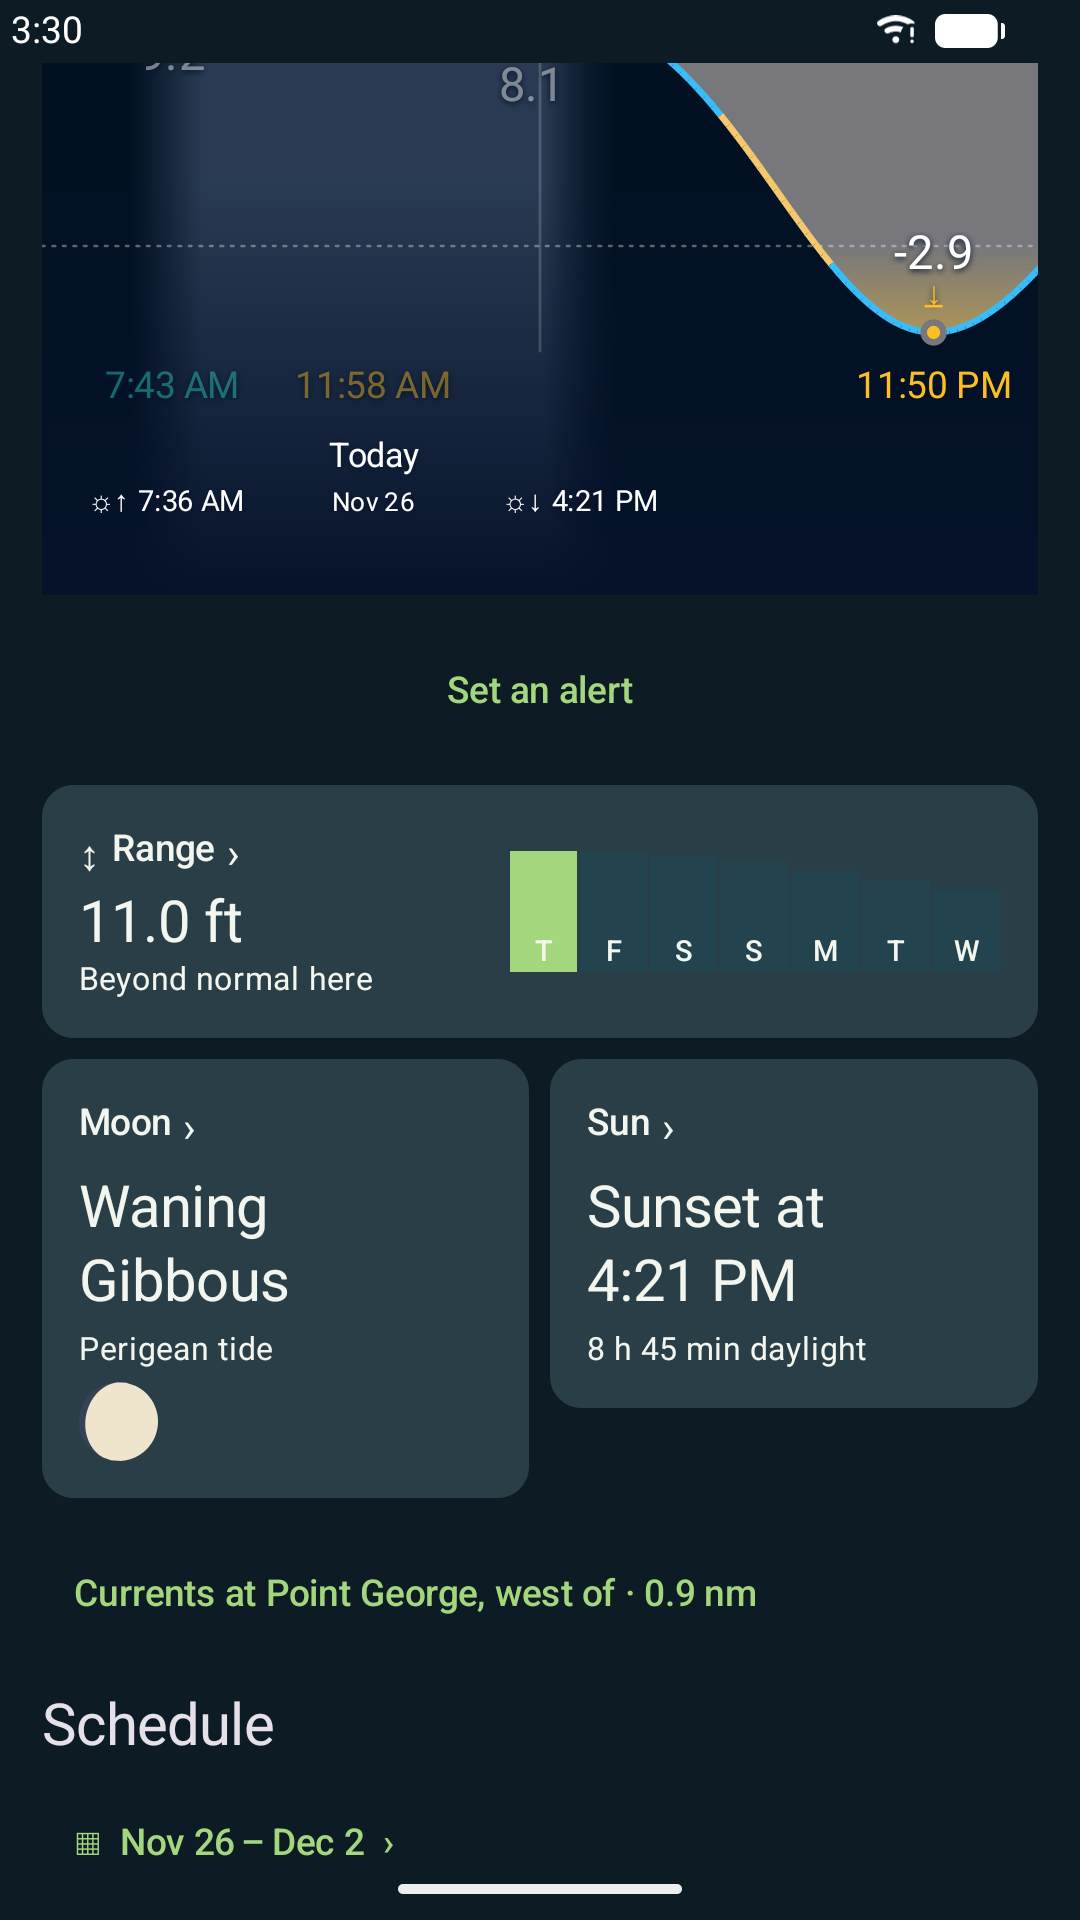 3:30
9.2
8.1
-2.9
7:43 AM 11:58 AM 11:50 PM
Today
7:36 AM Nov 26 4:21 PM
Set an alert
Range ›
11.0 ft
Beyond normal here
T F S S M T W
Moon ›
Waning
Gibbous
Perigean tide
Sun ›
Sunset at
4:21 PM
8 h 45 min daylight
Currents at Point George, west of · 0.9 nm
Schedule
Nov 26 – Dec 2 ›